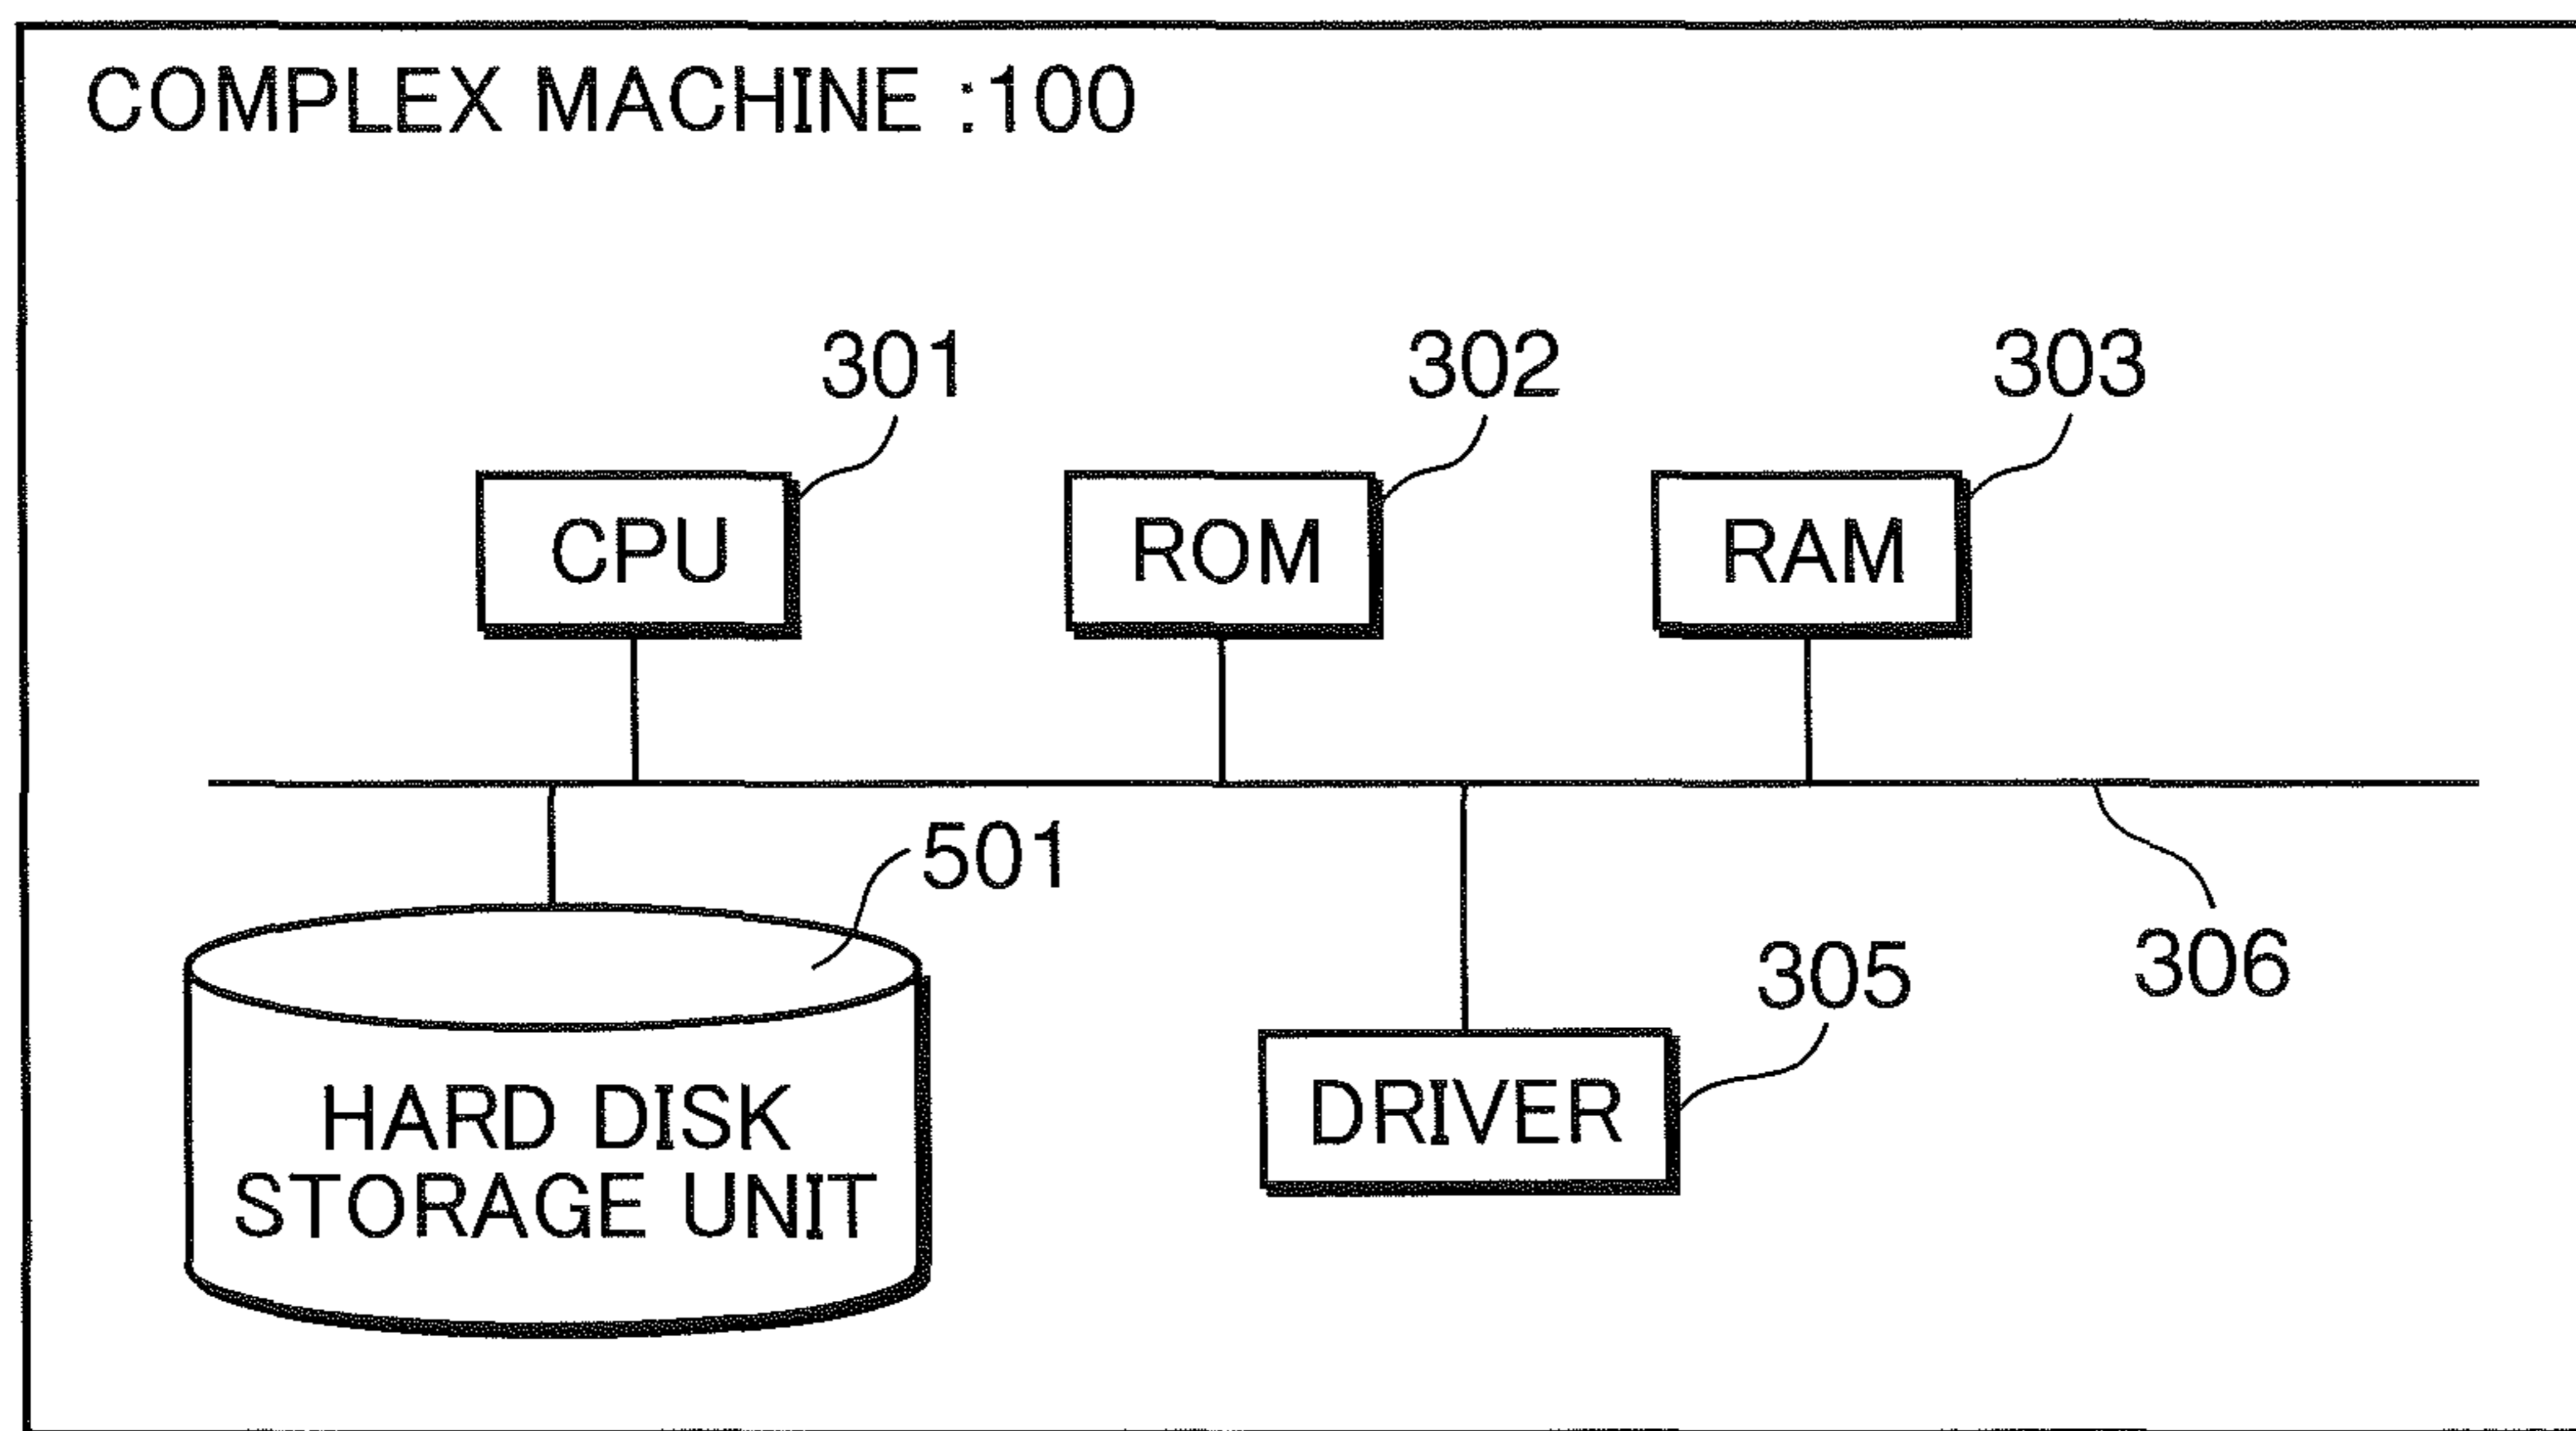 COMPLEX MACHINE :100
301
302
303
CPU
ROM
RAM
501
306
305
HARD DISK
STORAGE UNIT
DRIVER